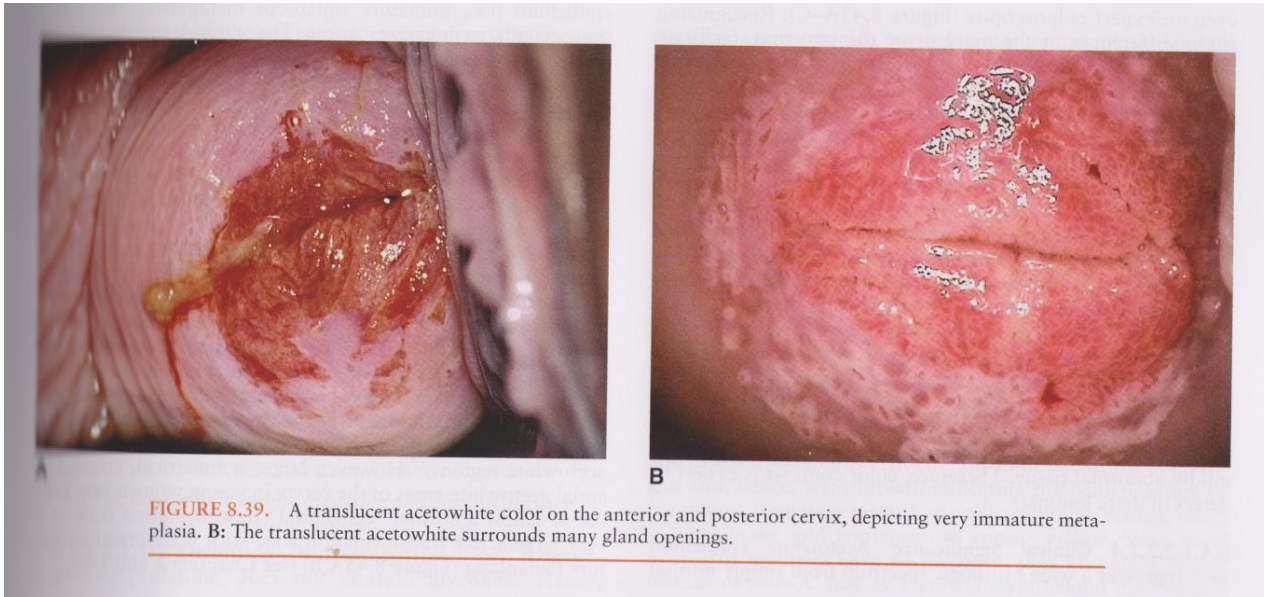 A
B
FIGURE 8.39. A translucent acetowhite color on the anterior and posterior cervix, depicting very immature meta-
plasia. B: The translucent acetowhite surrounds many gland openings.